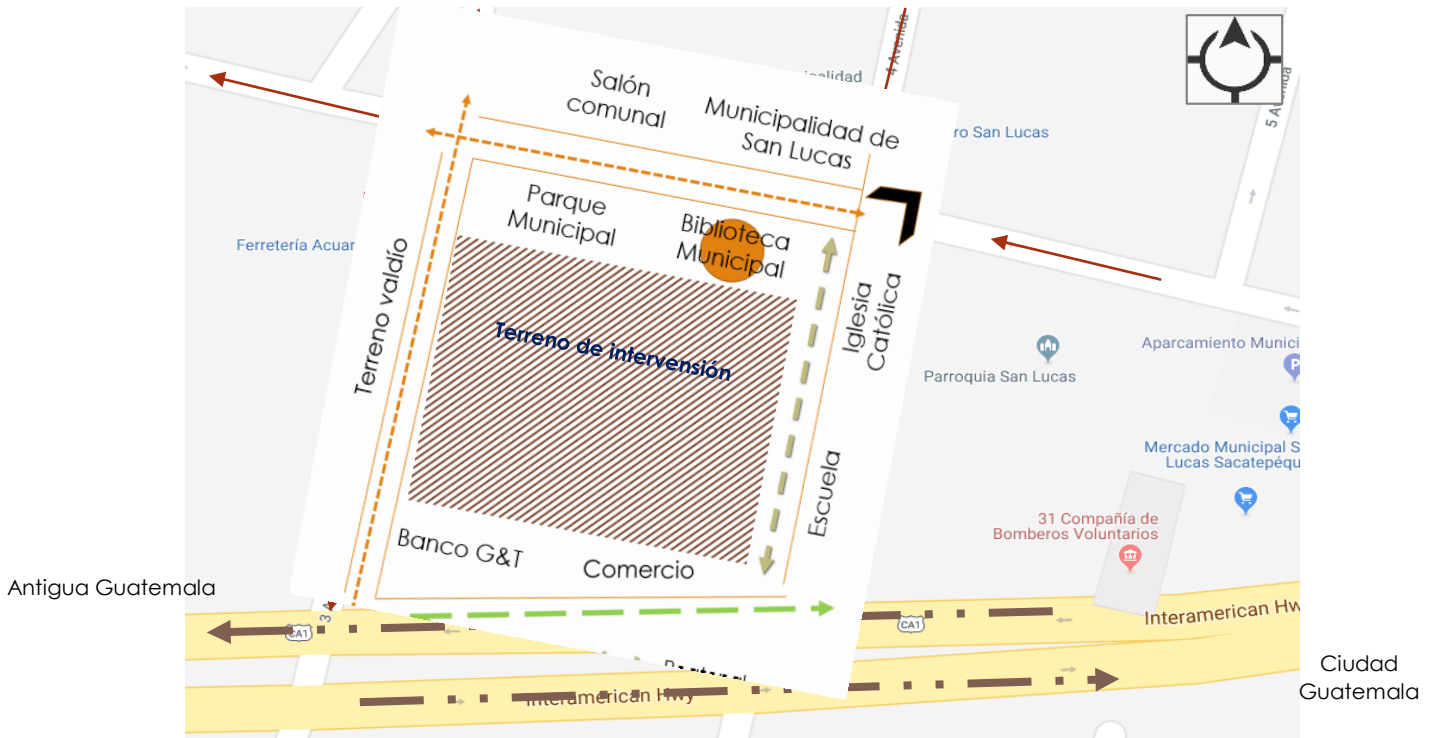 Salón
comunal
Municipalidad de
San Lucas
4 Avenida
ro San Lucas
Parque
Municipal
Biblioteca
Municipal
Ferretería Acuar
Terreno valdío
Terreno de intervensión
Iglesia
Católica
Parroquia San Lucas
Aparcamiento Munici
P
Mercado Municipal S
Lucas Sacatepéqu
Escuela
31 Compañía de
Bomberos Voluntarios
Banco G&T
Comercio
Antigua Guatemala
CA1
CA1
Interamerican Hw
Interamerican Hwy
Ciudad
Guatemala